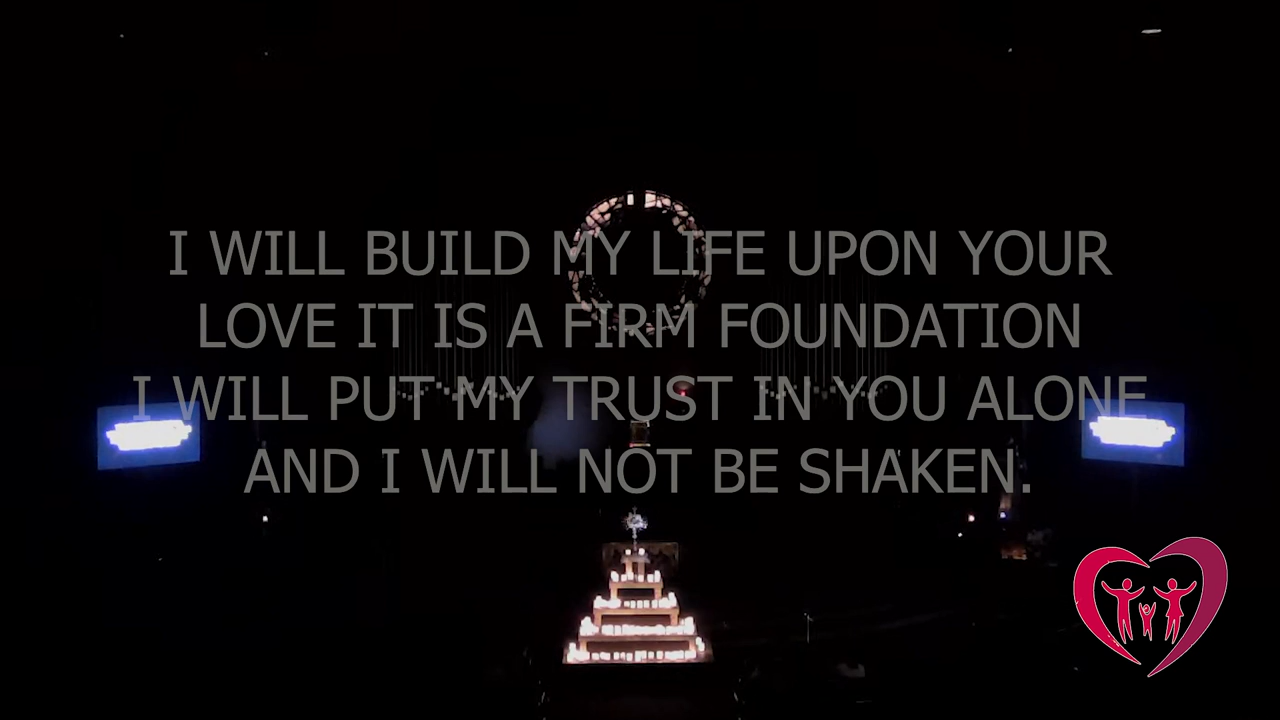 I WILL BUILD MY LIFE UPON YOUR
LOVE IT IS A FIRM FOUNDATION
I WILL PUT MY TRUST IN YOU ALONE
AND I WILL NOT BE SHAKEN.